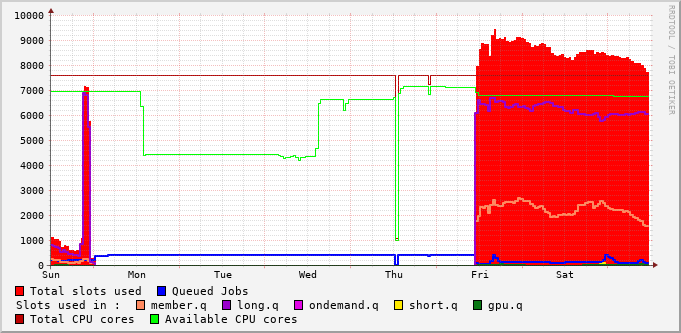 10000
9000
8000
7000
6000
5000
4000
3000
2000
1000
0
Sun Mon Tue Wed Thu Fri Sat
RRDTOOL / TOBI OETIKER
Total slots used Queued Jobs
Slots used in : member.q long.q ondemand.q short.q gpu.q
Total CPU cores Available CPU cores